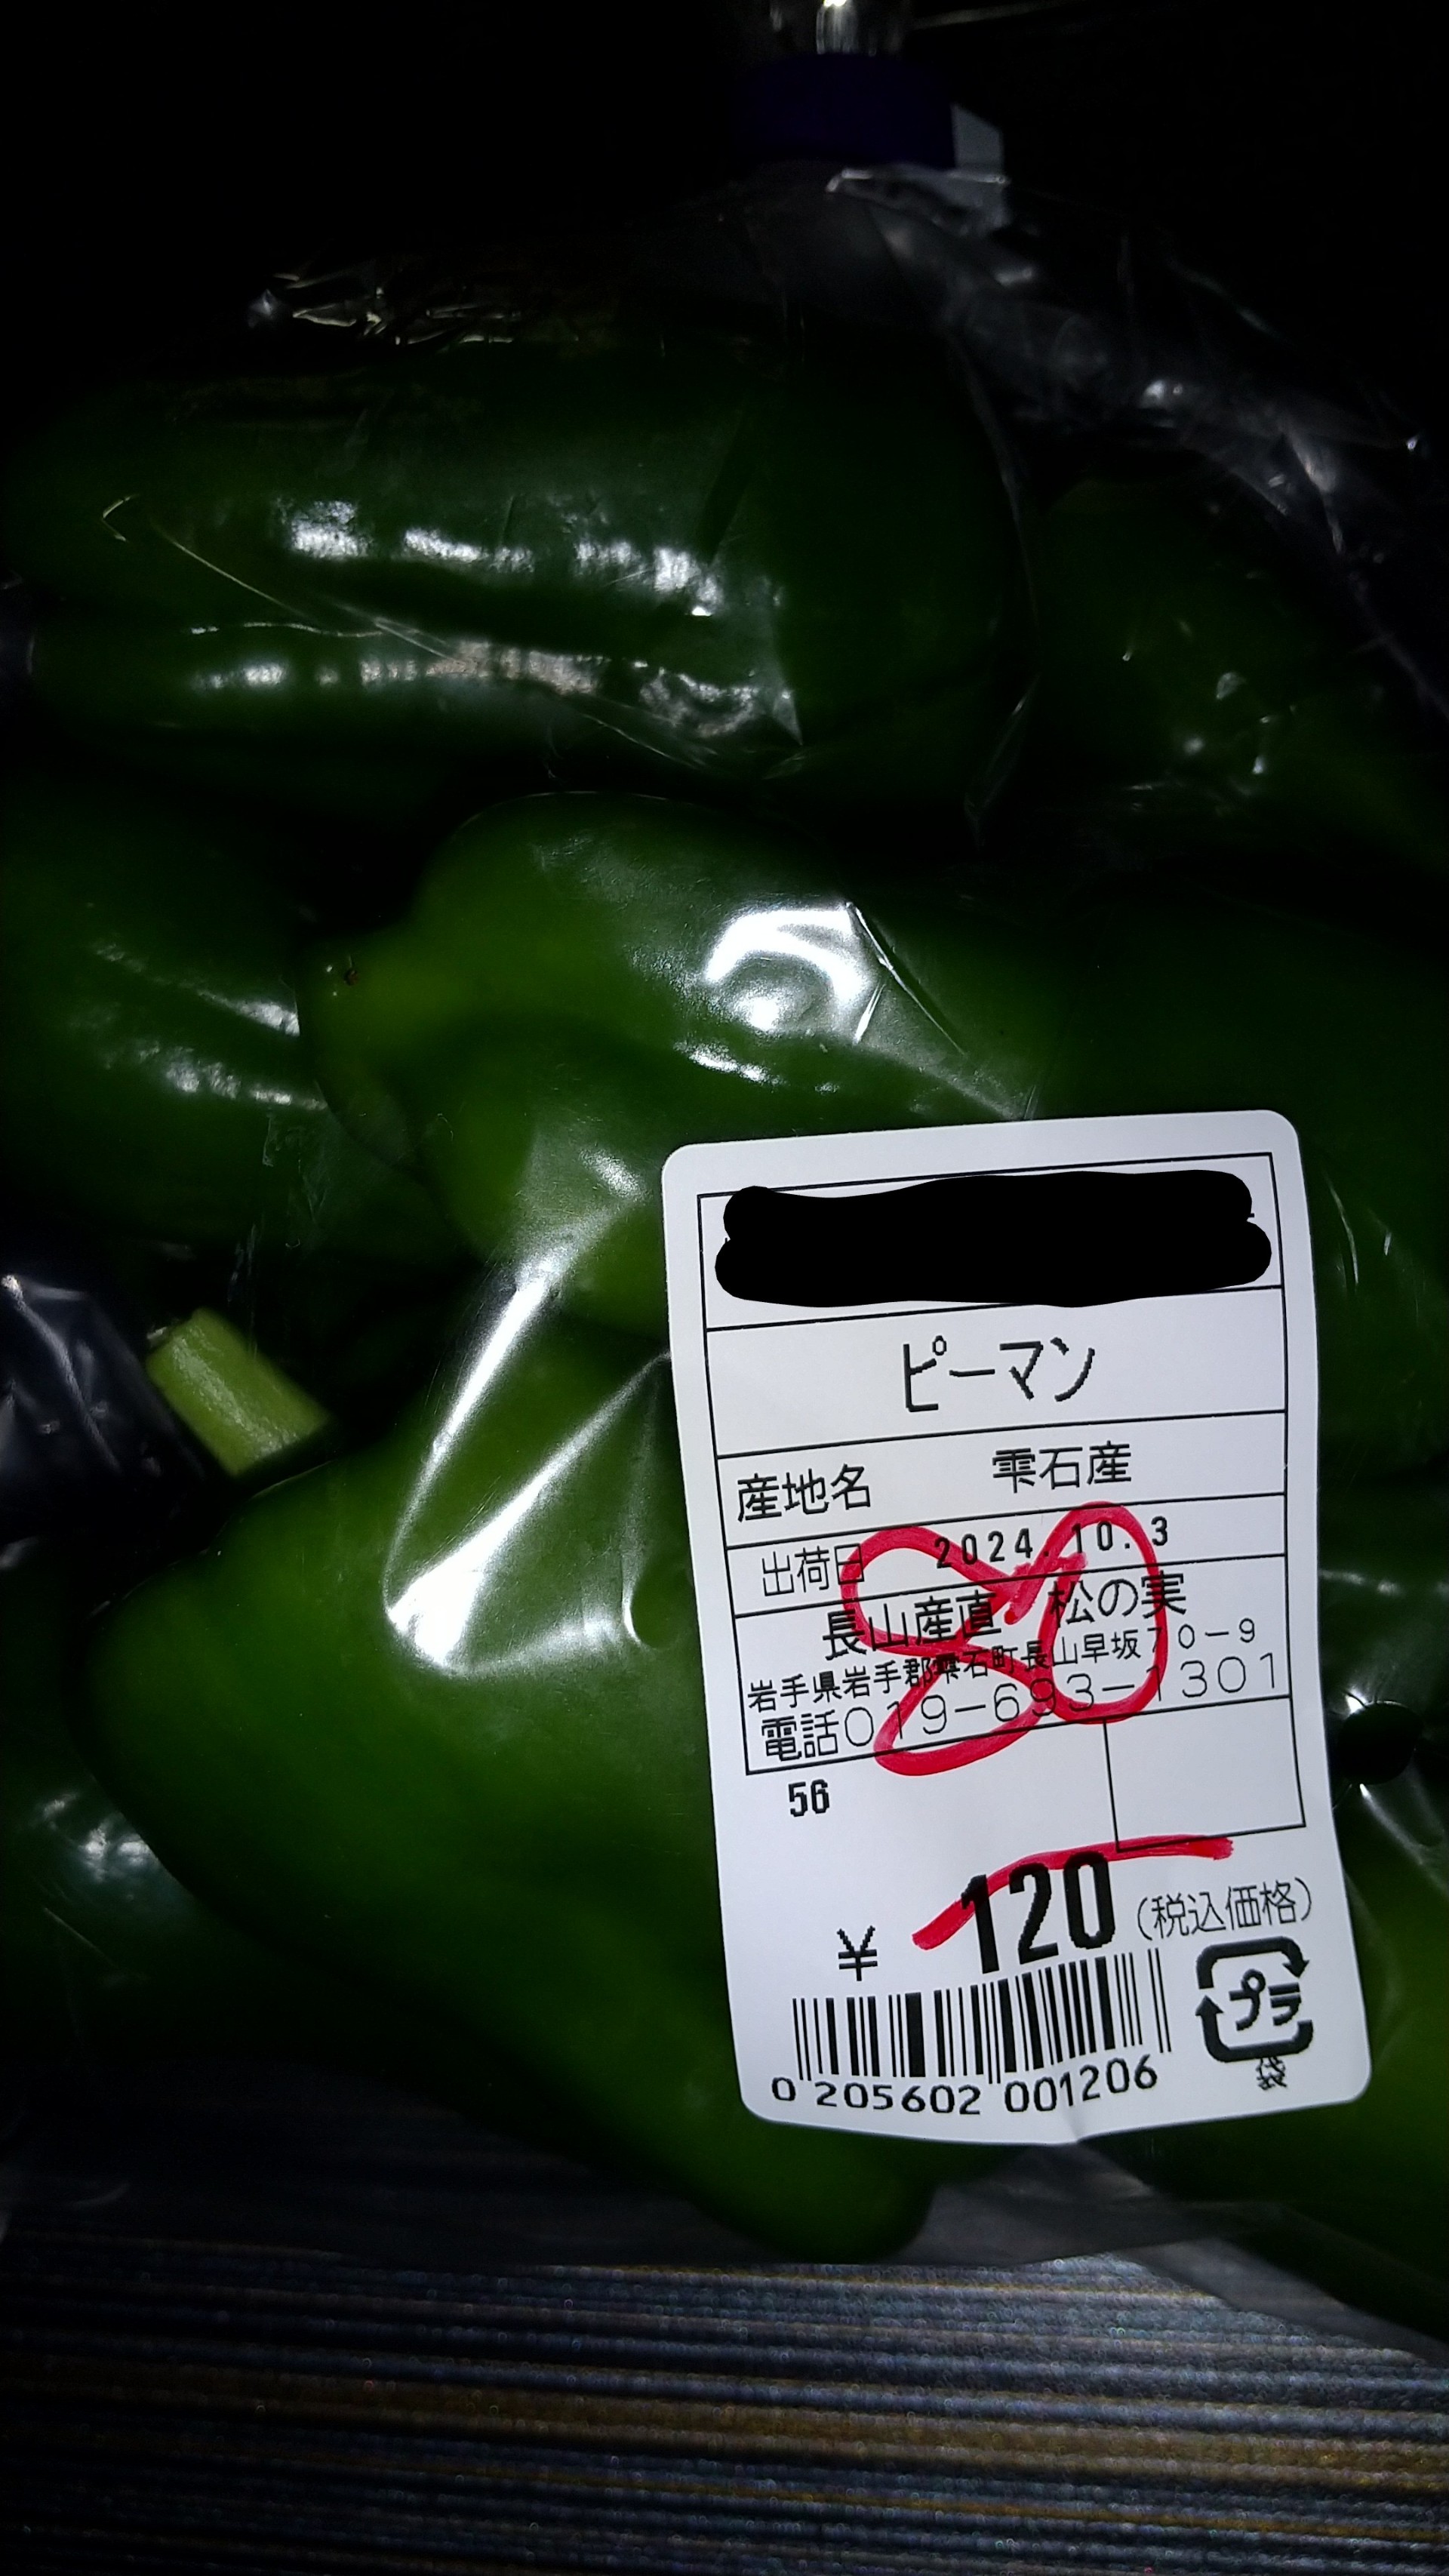 ピーマン
産地名 雫石産
出荷日 2024.10.3
長山産直 松の実
岩手県岩手郡雫石町長山早坂70-9
電話019-693-1301
80
56
¥ 120 (税込価格)
0 205602 001206
プラ
袋